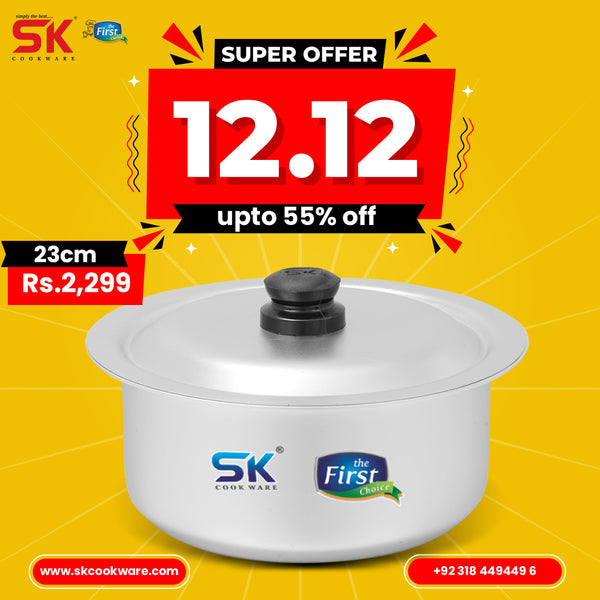 simply the best....
SK®
COOKWARE
the
First
Choice
SUPER OFFER
12.12
upto 55% off
23cm
Rs.2,299
SK
SK®
COOK WARE
the
First
Choice
www.skcookware.com
+92 318 449449 6